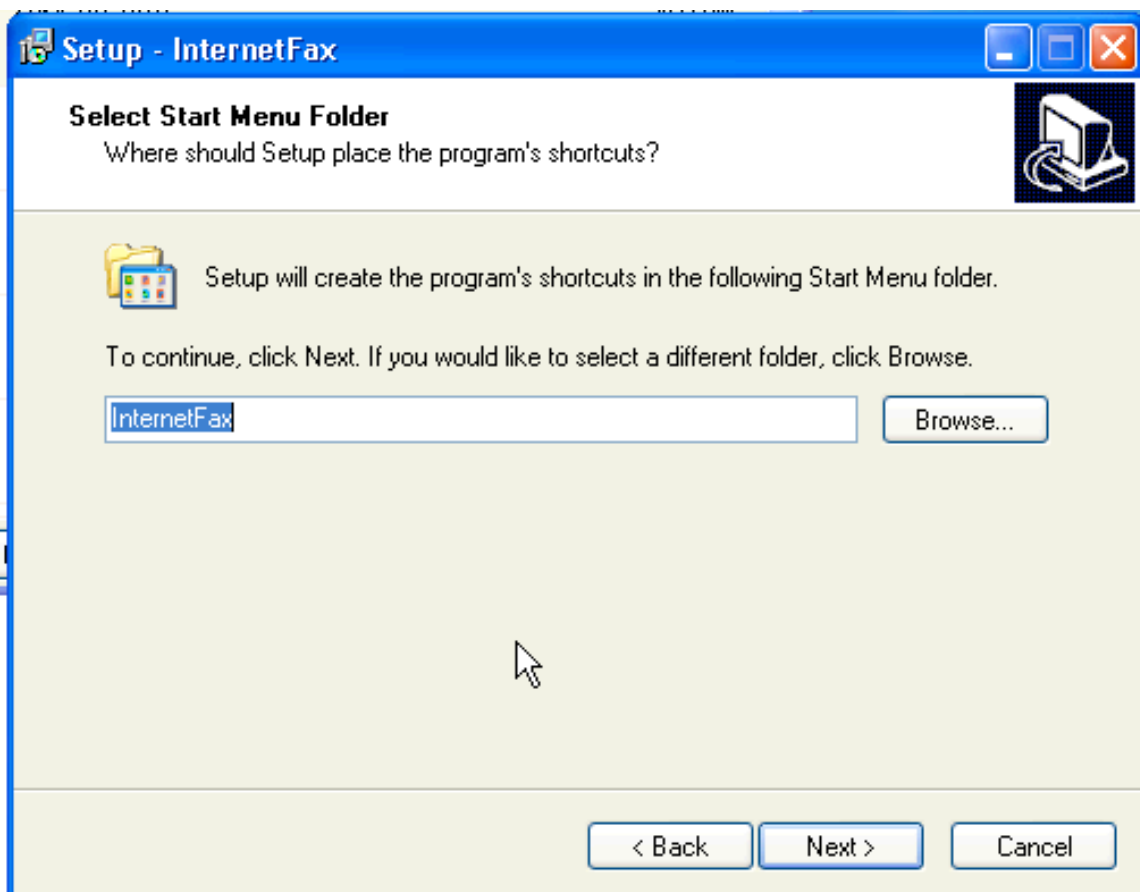 Setup - InternetFax
Select Start Menu Folder
Where should Setup place the program's shortcuts?
Setup will create the program's shortcuts in the following Start Menu folder.
To continue, click Next. If you would like to select a different folder, click Browse.
InternetFax
Browse...
< Back
Next >
Cancel